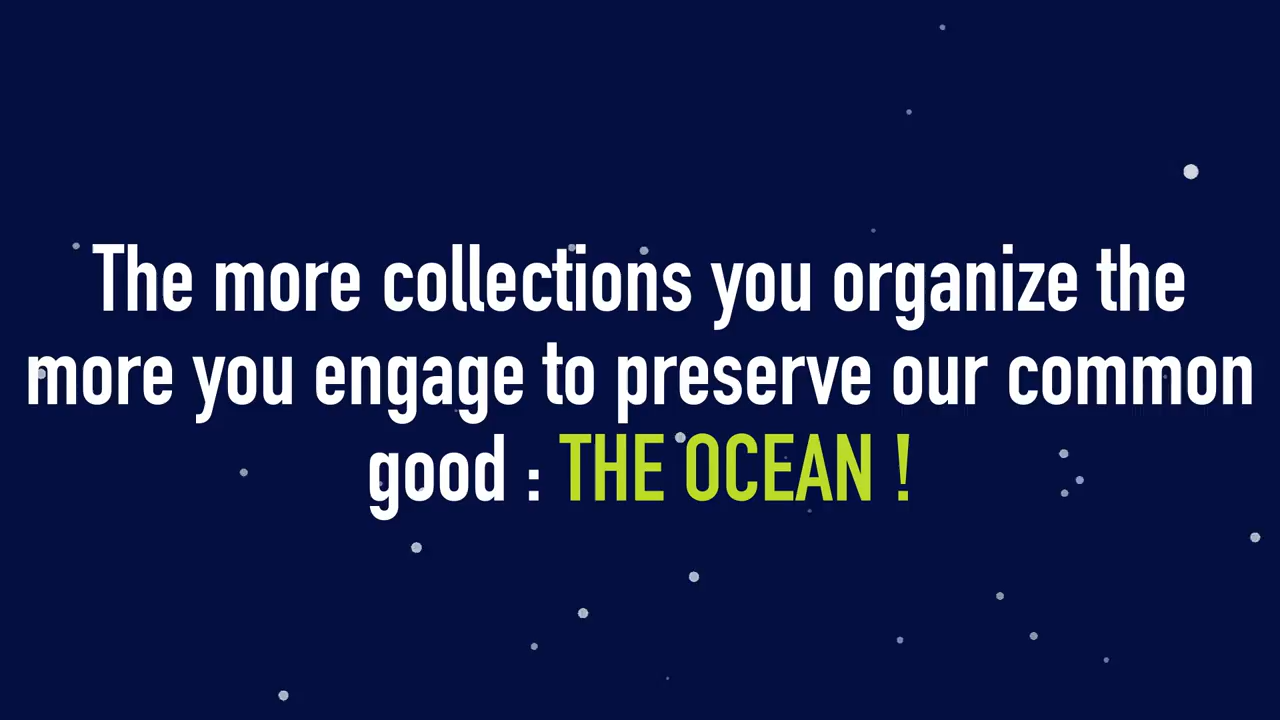 The more collections you organize the
more you engage to preserve our common
good : THE OCEAN !